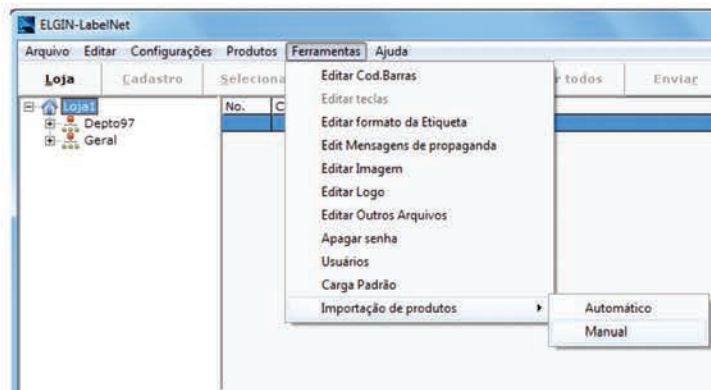 ELGIN-LabelNet
Arquivo Editar Configurações Produtos Ferramentas Ajuda
Loja Cadastro todos Enviar
Loja1
Depto97
Geral
No.
Editar Cod.Barras
Editar teclas
Editar formato da Etiqueta
Edit Mensagens de propaganda
Editar Imagem
Editar Logo
Editar Outros Arquivos
Apagar senha
Usuários
Carga Padrão
Importação de produtos
Automático
Manual